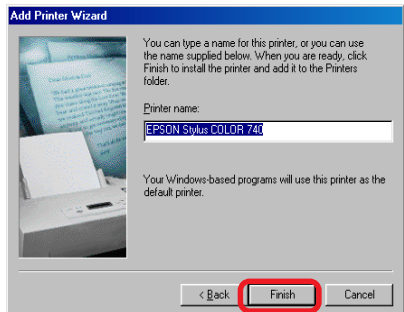 Add Printer Wizard
You can type a name for this printer, or you can use
the name supplied below. When you are ready, click
Finish to install the printer and add it to the Printers
folder.
Printer name:
EPSON Stylus COLOR 740
Your Windows-based programs will use this printer as the
default printer.
< Back
Finish
Cancel